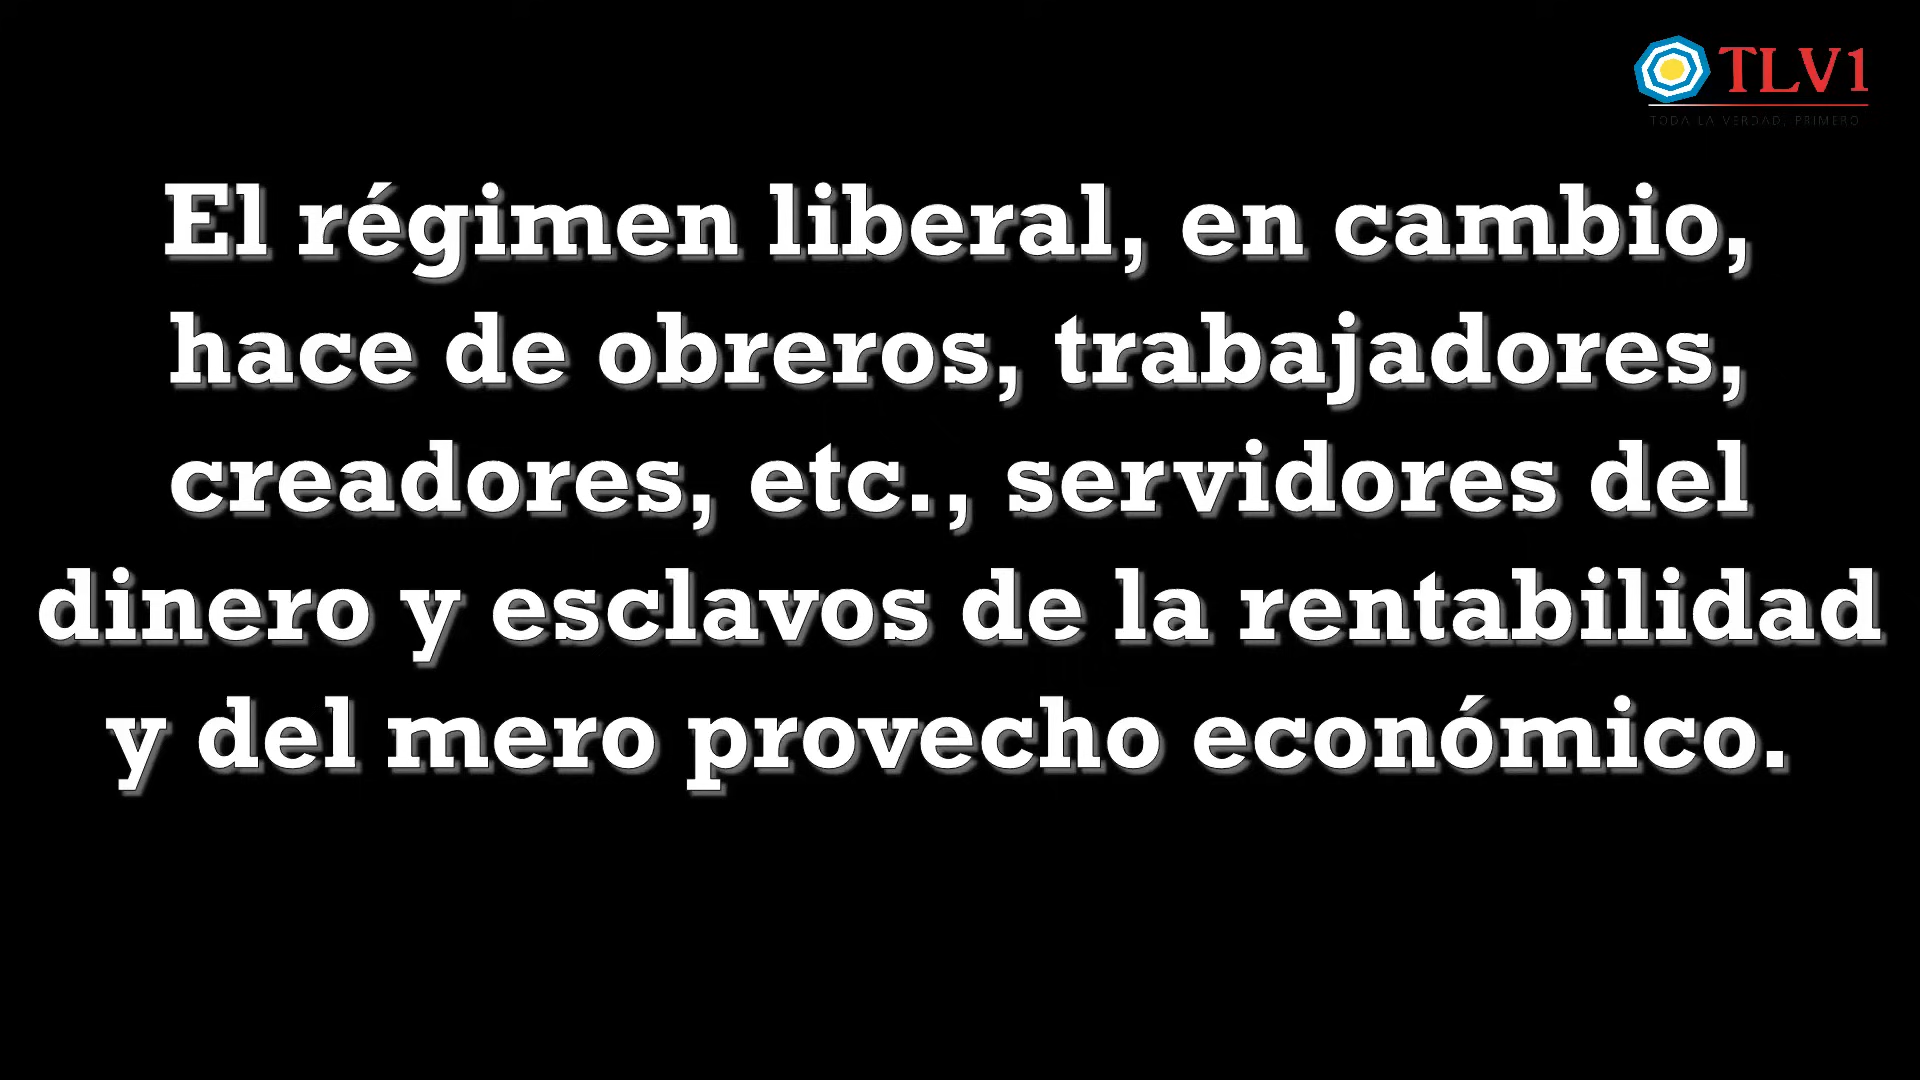 TLV1
TODA LA VERDAD, PRIMERO
El régimen liberal, en cambio,
hace de obreros, trabajadores,
creadores, etc., servidores del
dinero y esclavos de la rentabilidad
y del mero provecho económico.